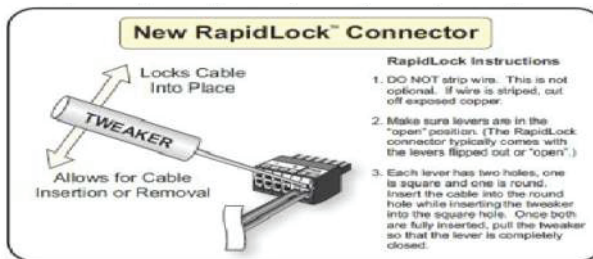 New RapidLock™ Connector
Locks Cable
Into Place
TWEAKER
Allows for Cable
Insertion or Removal
RapidLock Instructions
1. DO NOT strip wire. This is not
optional. If wire is striped, cut
off exposed copper.
2. Make sure levers are in the
"open" position. (The RapidLock
connector typically comes with
the levers flipped out or "open".)
3. Each lever has two holes, one
is square and one is round.
Insert the cable into the round
hole while inserting the tweaker
into the square hole. Once both
are fully inserted, pull the tweaker
so that the lever is completely
closed.